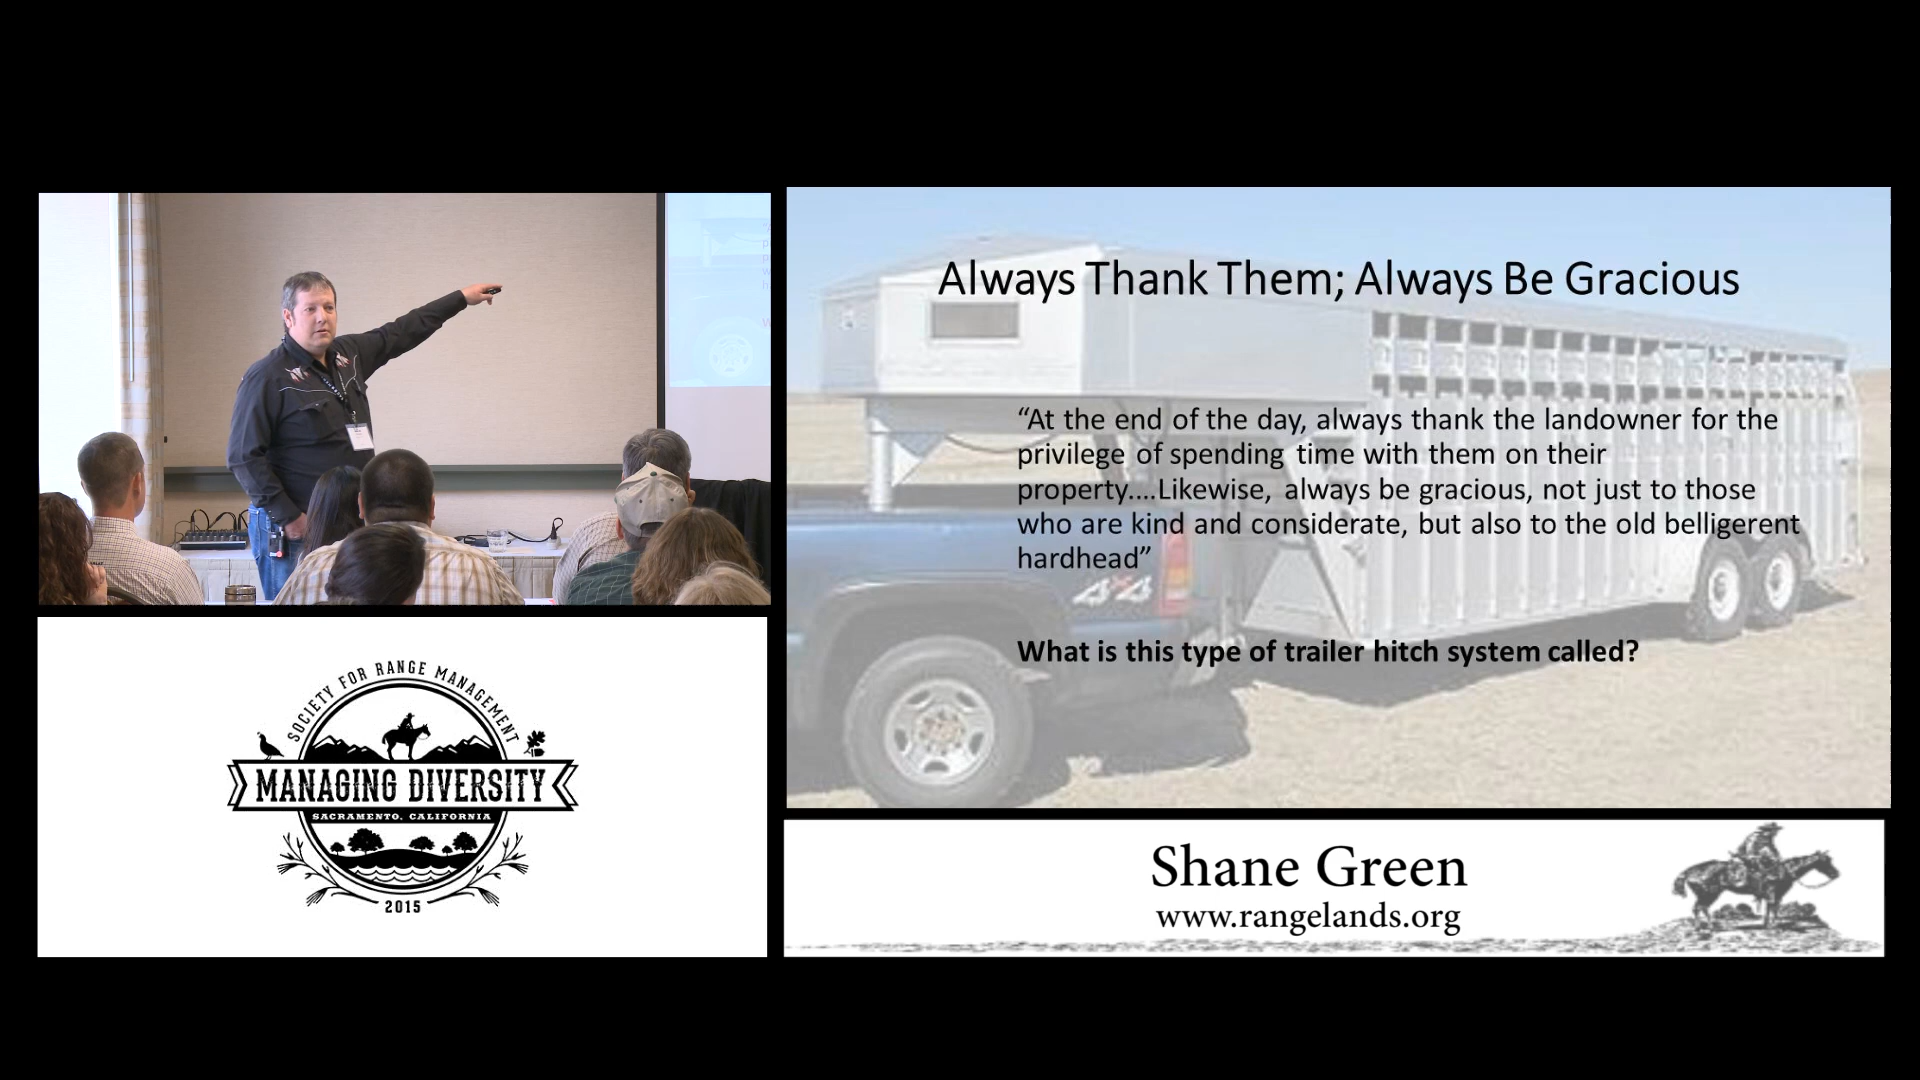 Always Thank Them; Always Be Gracious
“At the end of the day, always thank the landowner for the
privilege of spending time with them on their
property....Likewise, always be gracious, not just to those
who are kind and considerate, but also to the old belligerent
hardhead”
4x4
What is this type of trailer hitch system called?
SOCIETY FOR RANGE MANAGEMENT
MANAGING DIVERSITY
SACRAMENTO, CALIFORNIA
2015
Shane Green
www.rangelands.org